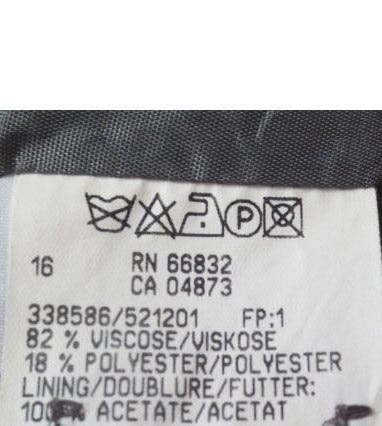 P
16 RN 66832
CA 04873
338586/521201 FP:1
82 % VISCOSE/VISKOSE
18 % POLYESTER/POLYESTER
LINING/DOUBLURE/FUTTER:
100 % ACETATE/ACETAT